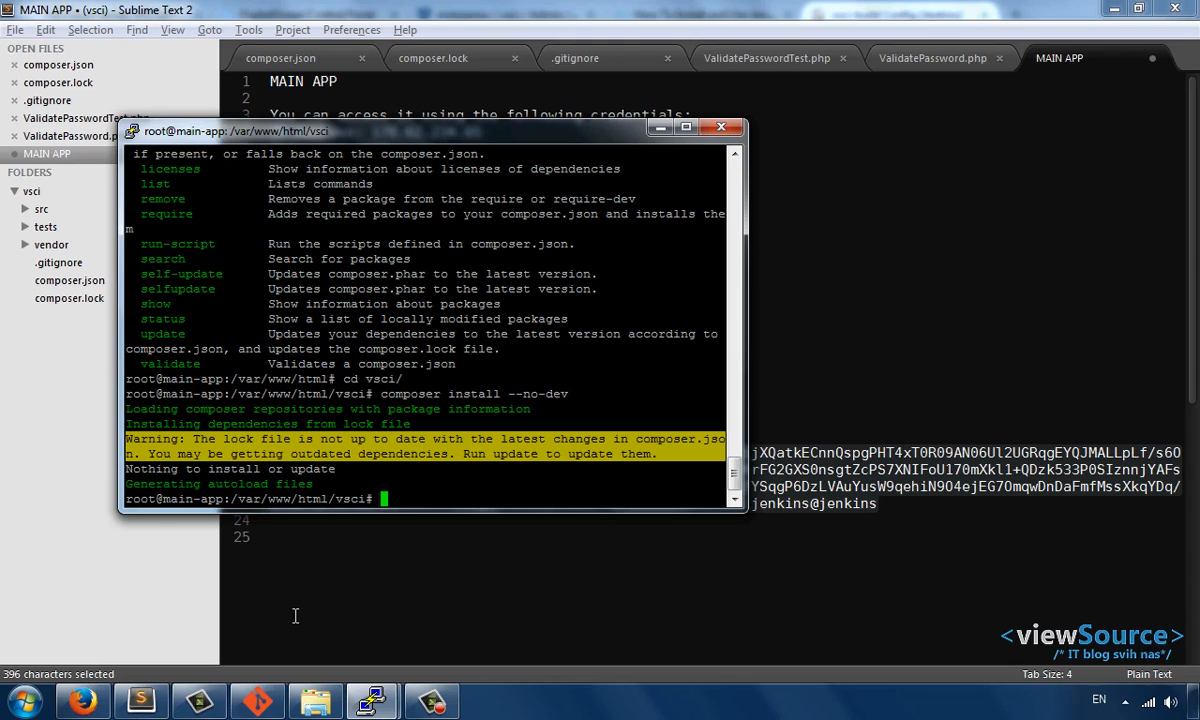 MAIN APP • (vsci) - Sublime Text 2
File Edit Selection Find View Goto Tools Project Preferences Help
OPEN FILES
composer.json
composer.lock
.gitignore
ValidatePasswordTest.php
ValidatePassword.php
MAIN APP
FOLDERS
vsci
src
tests
vendor
.gitignore
composer.json
composer.lock
composer.json composer.lock .gitignore ValidatePasswordTest.php ValidatePassword.php MAIN APP
1 MAIN APP
2
3 You can access it using the following credentials:
root@main-app: /var/www/html/vsci
if present, or falls back on the composer.json.
licenses Show information about licenses of dependencies
list Lists commands
remove Removes a package from the require or require-dev
require Adds required packages to your composer.json and installs the
m
run-script Run the scripts defined in composer.json.
search Search for packages
self-update Updates composer.phar to the latest version.
selfupdate Updates composer.phar to the latest version.
show Show information about packages
status Show a list of locally modified packages
update Updates your dependencies to the latest version according to
composer.json, and updates the composer.lock file.
validate Validates a composer.json
root@main-app:/var/www/html# cd vsci/
root@main-app:/var/www/html/vsci# composer install --no-dev
Loading composer repositories with package information
Installing dependencies from lock file
Warning: The lock file is not up to date with the latest changes in composer.jso
n. You may be getting outdated dependencies. Run update to update them.
Nothing to install or update
Generating autoload files
root@main-app:/var/www/html/vsci#
jenkins@jenkins
24
25
<viewSource>
/* IT blog svih nas*/
396 characters selected
Tab Size: 4 Plain Text
EN